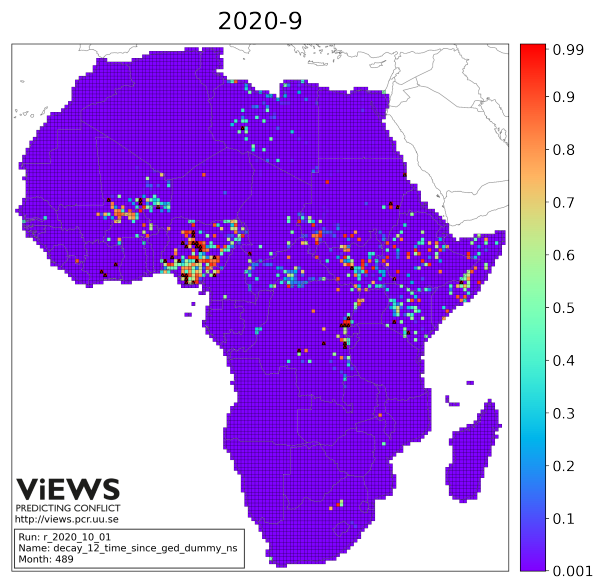 2020-9
0.99
0.9
0.8
0.7
0.6
0.5
0.4
0.3
0.2
0.1
0.001
ViEWS
PREDICTING CONFLICT
http://views.pcr.uu.se
Run: r_2020_10_01
Name: decay_12_time_since_ged_dummy_ns
Month: 489